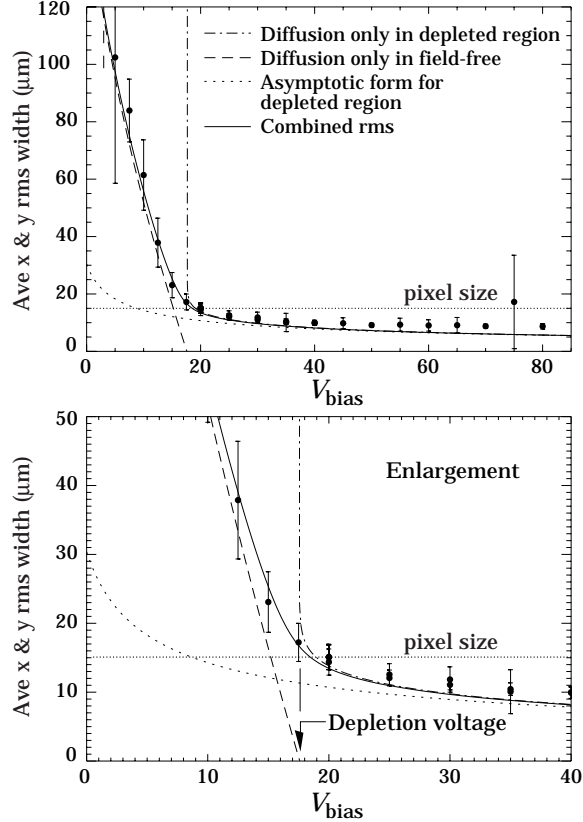 120
100
80
60
40
20
0
Ave x & y rms width (μm)
Diffusion only in depleted region
Diffusion only in field-free
Asymptotic form for
depleted region
Combined rms
pixel size
0 20 40 60 80
Vbias
50
40
30
20
10
0
Ave x & y rms width (μm)
Enlargement
pixel size
Depletion voltage
0 10 20 30 40
Vbias